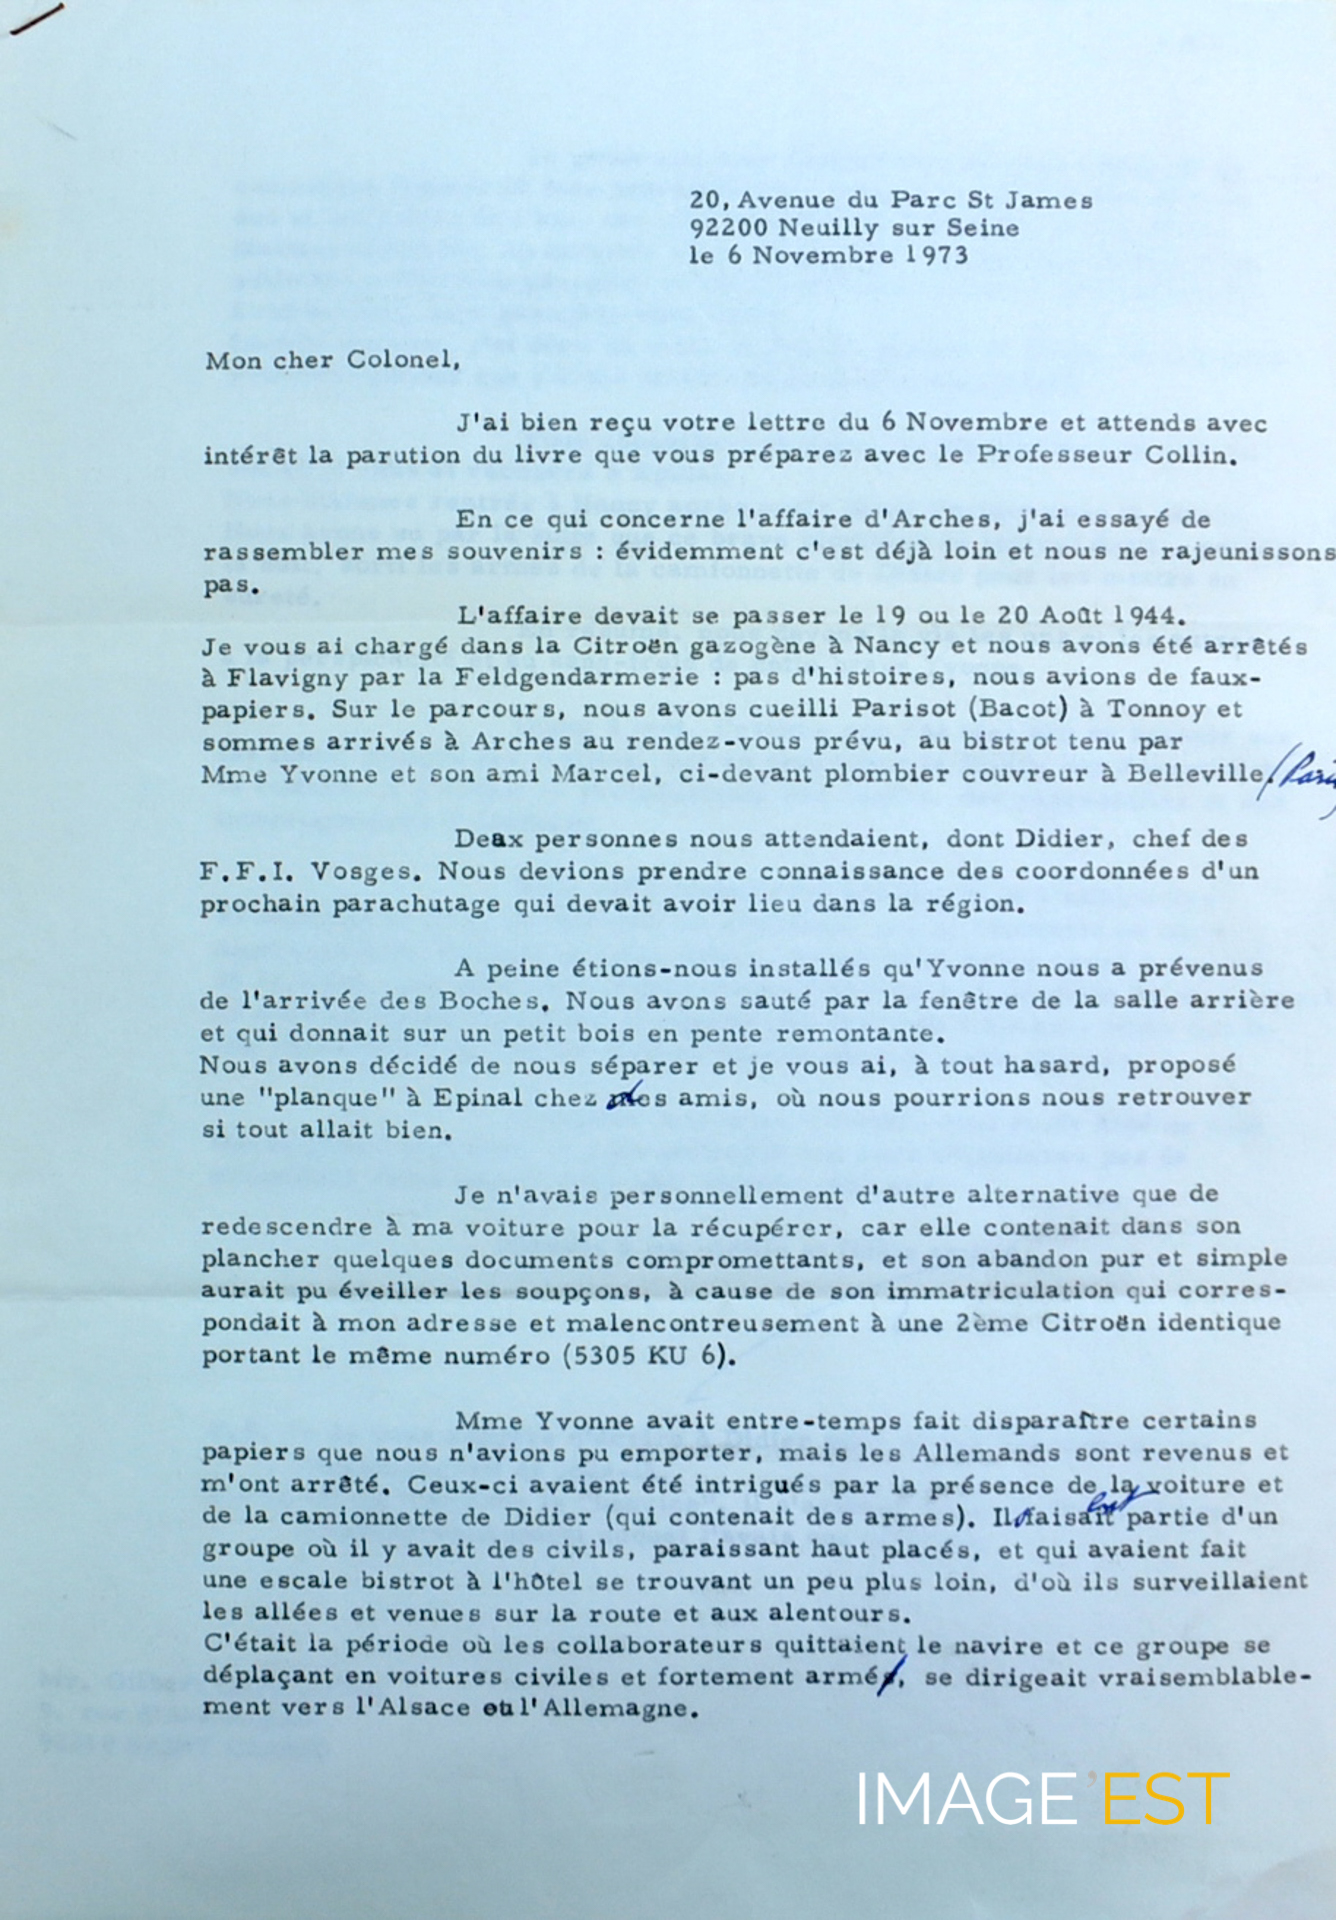 20, Avenue du Parc St James
92200 Neuilly sur Seine
le 6 Novembre 1973
Mon cher Colonel,
J'ai bien reçu votre lettre du 6 Novembre et attends avec
intérêt la parution du livre que vous préparez avec le Professeur Collin.
En ce qui concerne l'affaire d'Arches, j'ai essayé de
rassembler mes souvenirs : évidemment c'est déjà loin et nous ne rajeunissons
pas.
L'affaire devait se passer le 19 ou le 20 Août 1944.
Je vous ai chargé dans la Citroën gazogène à Nancy et nous avons été arrêtés
à Flavigny par la Feldgendarmerie : pas d'histoires, nous avions de faux-
papiers. Sur le parcours, nous avons cueilli Parisot (Bacot) à Tonnoy et
sommes arrivés à Arches au rendez-vous prévu, au bistrot tenu par
Mme Yvonne et son ami Marcel, ci-devant plombier couvreur à Belleville. (Paris)
Deax personnes nous attendaient, dont Didier, chef des
F.F.I. Vosges. Nous devions prendre connaissance des coordonnées d'un
prochain parachutage qui devait avoir lieu dans la région.
A peine étions-nous installés qu'Yvonne nous a prévenus
de l'arrivée des Boches. Nous avons sauté par la fenêtre de la salle arrière
et qui donnait sur un petit bois en pente remontante.
Nous avons décidé de nous séparer et je vous ai, à tout hasard, proposé
une "planque" à Epinal chez des amis, où nous pourrions nous retrouver
si tout allait bien.
Je n'avais personnellement d'autre alternative que de
redescendre à ma voiture pour la récupérer, car elle contenait dans son
plancher quelques documents compromettants, et son abandon pur et simple
aurait pu éveiller les soupçons, à cause de son immatriculation qui corres-
pondait à mon adresse et malencontreusement à une 2ème Citroën identique
portant le même numéro (5305 KU 6).
Mme Yvonne avait entre-temps fait disparaître certains
papiers que nous n'avions pu emporter, mais les Allemands sont revenus et
m'ont arrêté. Ceux-ci avaient été intrigués par la présence de la voiture et
de la camionnette de Didier (qui contenait des armes). Il faisait partie d'un
groupe où il y avait des civils, paraissant haut placés, et qui avaient fait
une escale bistrot à l'hôtel se trouvant un peu plus loin, d'où ils surveillaient
les allées et venues sur la route et aux alentours.
C'était la période où les collaborateurs quittaient le navire et ce groupe se
déplaçant en voitures civiles et fortement armé, se dirigeait vraisemblable-
ment vers l'Alsace ou l'Allemagne.
IMAGE'EST